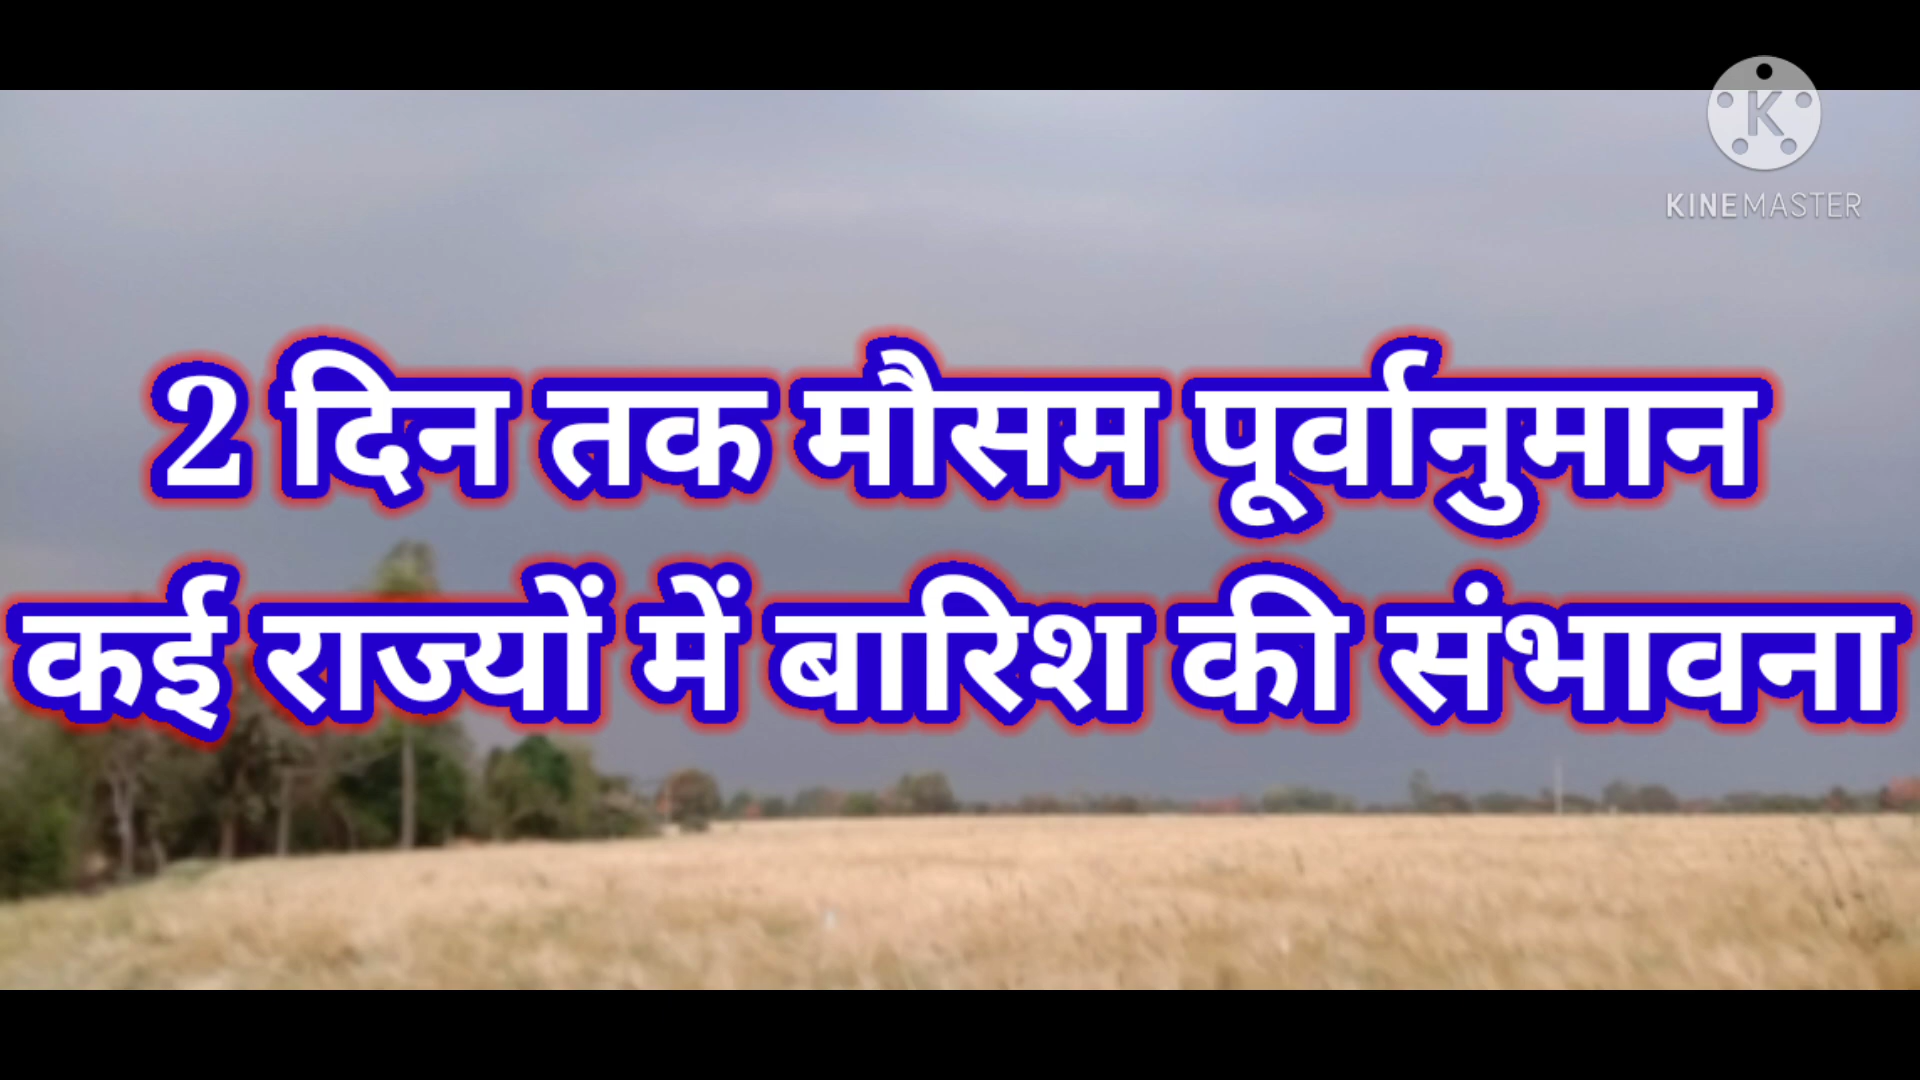 KINEMASTER
2 दिन तक मौसम पूर्वानुमान
कई राज्यों में बारिश की संभावना